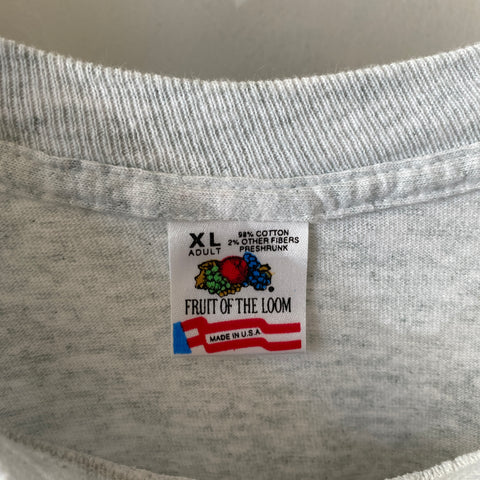 XL
ADULT
98% COTTON
2% OTHER FIBERS
PRESHRUNK
®
FRUIT OF THE LOOM
MADE IN U.S.A